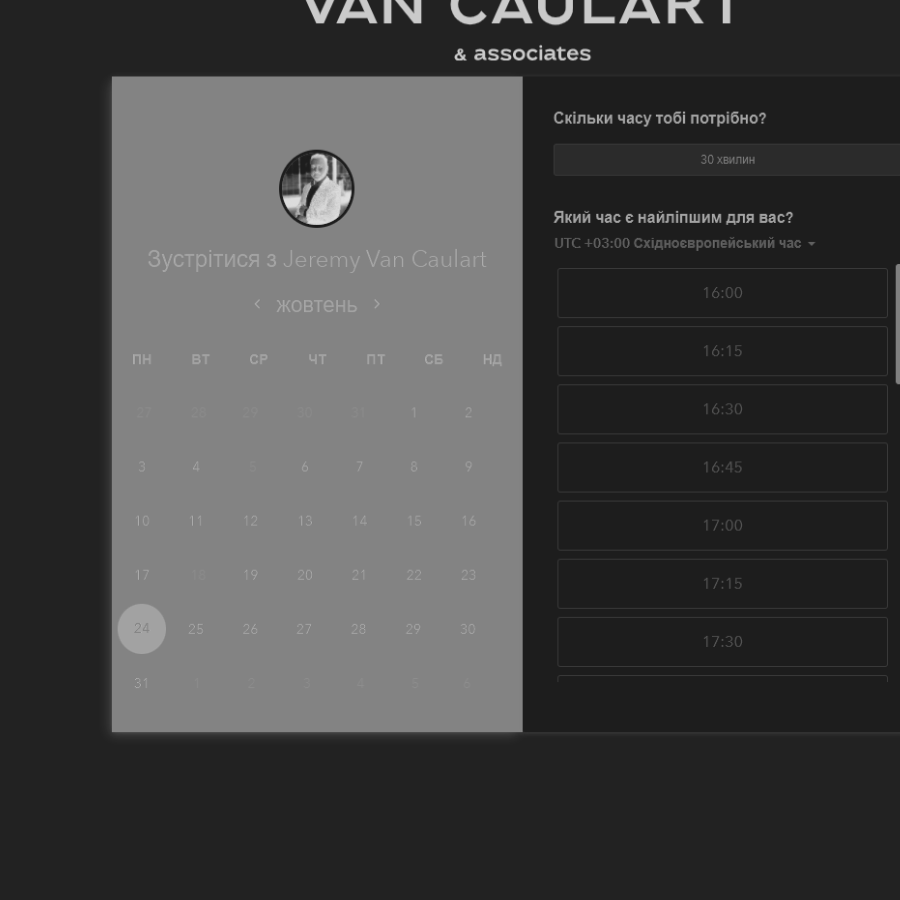 VAN CAULART
& associates
Зустрітися з Jeremy Van Caulart
‹ жовтень ›
ПН ВТ СР ЧТ ПТ СБ НД
27 28 29 30 31 1 2
3 4 5 6 7 8 9
10 11 12 13 14 15 16
17 18 19 20 21 22 23
24 25 26 27 28 29 30
31 1 2 3 4 5 6
Скільки часу тобі потрібно?
30 хвилин
Який час є найліпшим для вас?
UTC +03:00 Східноєвропейський час
16:00
16:15
16:30
16:45
17:00
17:15
17:30